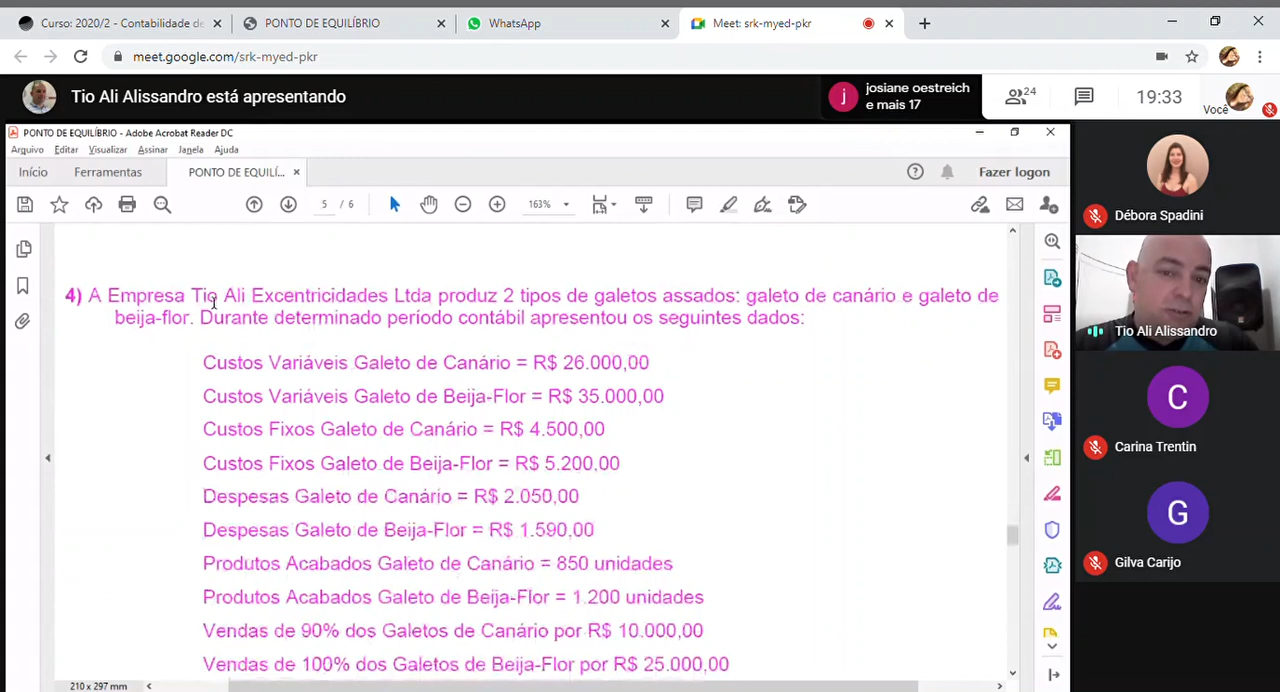 Curso: 2020/2 - Contabilidade de
PONTO DE EQUILÍBRIO
WhatsApp
Meet: srk-myed-pkr
meet.google.com/srk-myed-pkr
Tio Ali Alissandro está apresentando
j
josiane oestreich
e mais 17
24
19:33
Você
PONTO DE EQUILÍBRIO - Adobe Acrobat Reader DC
Arquivo Editar Visualizar Assinar Janela Ajuda
Início
Ferramentas
PONTO DE EQUILÍ...
Fazer logon
5 / 6
163%
4) A Empresa Tio Ali Excentricidades Ltda produz 2 tipos de galetos assados: galeto de canário e galeto de
beija-flor. Durante determinado período contábil apresentou os seguintes dados:
Custos Variáveis Galeto de Canário = R$ 26.000,00
Custos Variáveis Galeto de Beija-Flor = R$ 35.000,00
Custos Fixos Galeto de Canário = R$ 4.500,00
Custos Fixos Galeto de Beija-Flor = R$ 5.200,00
Despesas Galeto de Canário = R$ 2.050,00
Despesas Galeto de Beija-Flor = R$ 1.590,00
Produtos Acabados Galeto de Canário = 850 unidades
Produtos Acabados Galeto de Beija-Flor = 1.200 unidades
Vendas de 90% dos Galetos de Canário por R$ 10.000,00
Vendas de 100% dos Galetos de Beija-Flor por R$ 25.000,00
210 x 297 mm
Débora Spadini
Tio Ali Alissandro
C
Carina Trentin
G
Gilva Carijo